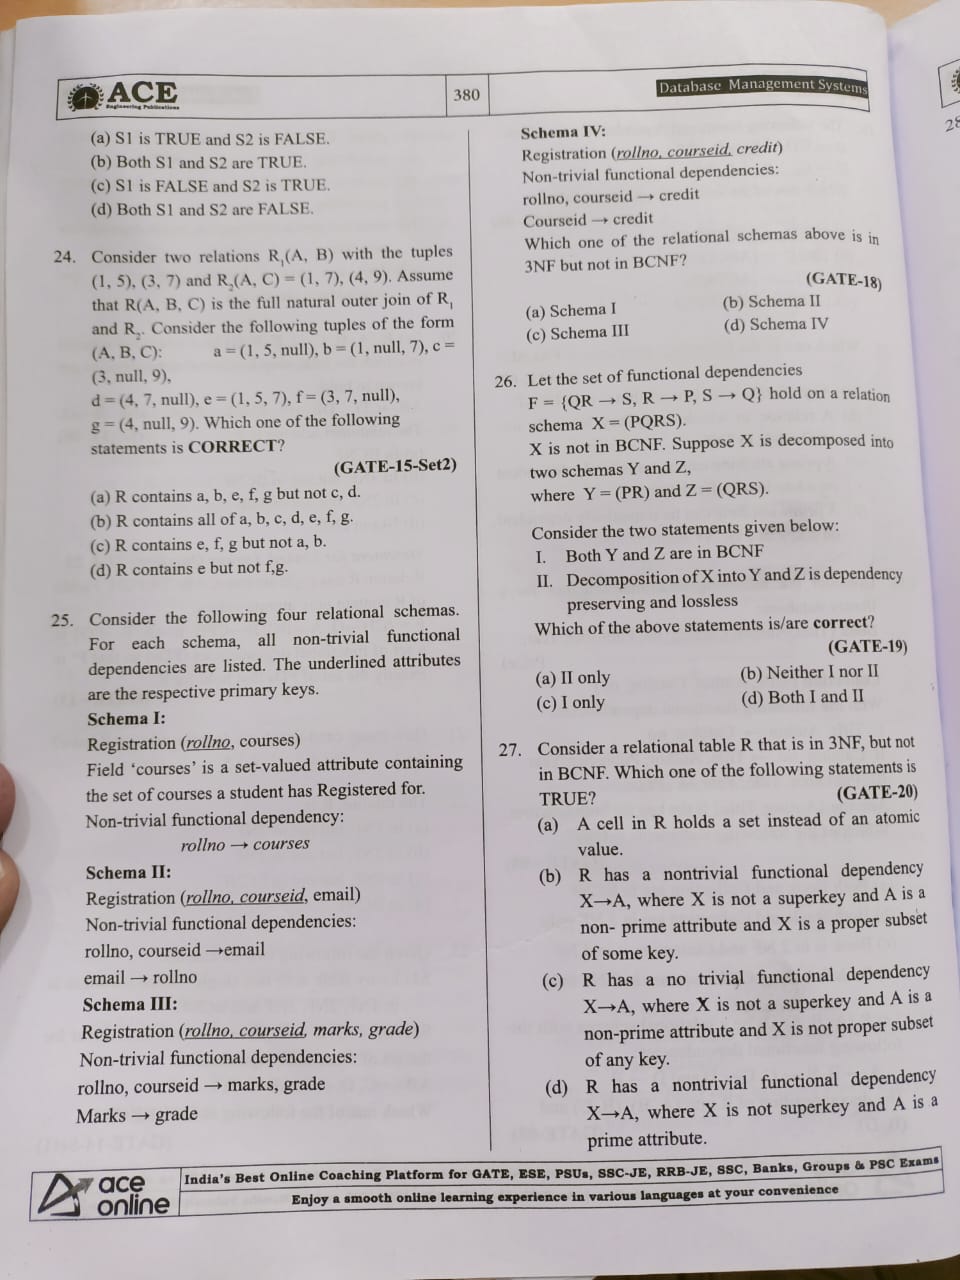 ACE
Engineering Publications
380
Database Management Systems
(a) S1 is TRUE and S2 is FALSE.
(b) Both S1 and S2 are TRUE.
(c) S1 is FALSE and S2 is TRUE.
(d) Both S1 and S2 are FALSE.
24. Consider two relations R₁(A, B) with the tuples
(1, 5), (3, 7) and R₂(A, C) = (1, 7), (4, 9). Assume
that R(A, B, C) is the full natural outer join of R₁
and R₂. Consider the following tuples of the form
(A, B, C): a = (1, 5, null), b = (1, null, 7), c =
(3, null, 9),
d = (4, 7, null), e = (1, 5, 7), f = (3, 7, null),
g = (4, null, 9). Which one of the following
statements is CORRECT?
(GATE-15-Set2)
(a) R contains a, b, e, f, g but not c, d.
(b) R contains all of a, b, c, d, e, f, g.
(c) R contains e, f, g but not a, b.
(d) R contains e but not f,g.
25. Consider the following four relational schemas.
For each schema, all non-trivial functional
dependencies are listed. The underlined attributes
are the respective primary keys.
Schema I:
Registration (rollno, courses)
Field ‘courses’ is a set-valued attribute containing
the set of courses a student has Registered for.
Non-trivial functional dependency:
rollno → courses
Schema II:
Registration (rollno, courseid, email)
Non-trivial functional dependencies:
rollno, courseid →email
email → rollno
Schema III:
Registration (rollno, courseid, marks, grade)
Non-trivial functional dependencies:
rollno, courseid → marks, grade
Marks → grade
Schema IV:
Registration (rollno, courseid, credit)
Non-trivial functional dependencies:
rollno, courseid → credit
Courseid → credit
Which one of the relational schemas above is in
3NF but not in BCNF?
(GATE-18)
(a) Schema I (b) Schema II
(c) Schema III (d) Schema IV
26. Let the set of functional dependencies
F = {QR → S, R → P, S → Q} hold on a relation
schema X = (PQRS).
X is not in BCNF. Suppose X is decomposed into
two schemas Y and Z,
where Y = (PR) and Z = (QRS).
Consider the two statements given below:
I. Both Y and Z are in BCNF
II. Decomposition of X into Y and Z is dependency
preserving and lossless
Which of the above statements is/are correct?
(GATE-19)
(a) II only (b) Neither I nor II
(c) I only (d) Both I and II
27. Consider a relational table R that is in 3NF, but not
in BCNF. Which one of the following statements is
TRUE? (GATE-20)
(a) A cell in R holds a set instead of an atomic
value.
(b) R has a nontrivial functional dependency
X→A, where X is not a superkey and A is a
non- prime attribute and X is a proper subset
of some key.
(c) R has a no trivial functional dependency
X→A, where X is not a superkey and A is a
non-prime attribute and X is not proper subset
of any key.
(d) R has a nontrivial functional dependency
X→A, where X is not superkey and A is a
prime attribute.
ace
online
India's Best Online Coaching Platform for GATE, ESE, PSUs, SSC-JE, RRB-JE, SSC, Banks, Groups & PSC Exams
Enjoy a smooth online learning experience in various languages at your convenience